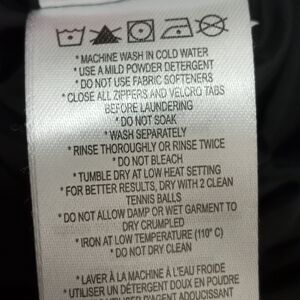 * MACHINE WASH IN COLD WATER
* USE A MILD POWDER DETERGENT
* DO NOT USE FABRIC SOFTENERS
* CLOSE ALL ZIPPERS AND VELCRO TABS
BEFORE LAUNDERING
* DO NOT SOAK
* WASH SEPARATELY
* RINSE THOROUGHLY OR RINSE TWICE
* DO NOT BLEACH
* TUMBLE DRY AT LOW HEAT SETTING
* FOR BETTER RESULTS, DRY WITH 2 CLEAN
TENNIS BALLS
* DO NOT ALLOW DAMP OR WET GARMENT TO
DRY CRUMPLED
* IRON AT LOW TEMPERATURE (110° C)
* DO NOT DRY CLEAN
* LAVER À LA MACHINE À L'EAU FROIDE
* UTILISER UN DÉTERGENT DOUX EN POUDRE
D'AGENT ADOUCISSANT